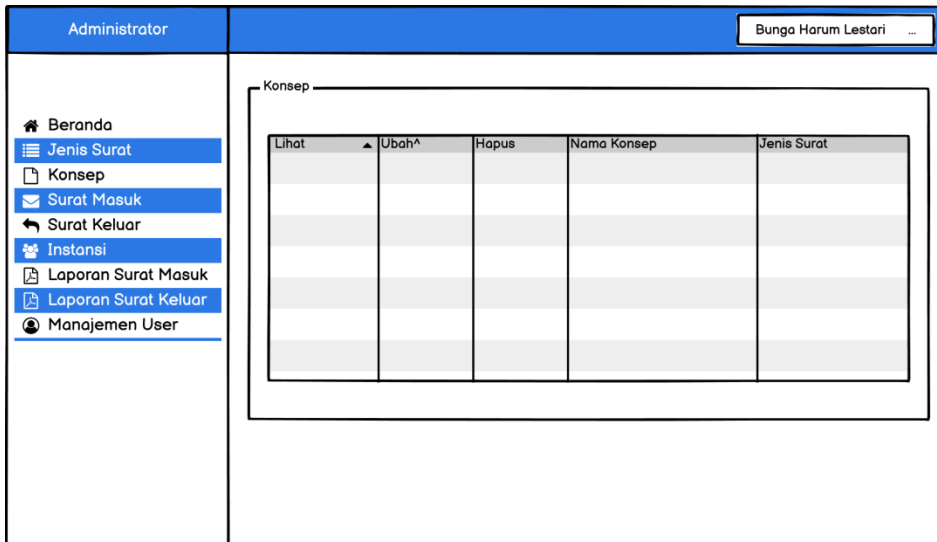 Administrator
Bunga Harum Lestari ...
Beranda
Jenis Surat
Konsep
Surat Masuk
Surat Keluar
Instansi
Laporan Surat Masuk
Laporan Surat Keluar
Manajemen User
Konsep
Lihat Ubah^ Hapus Nama Konsep Jenis Surat